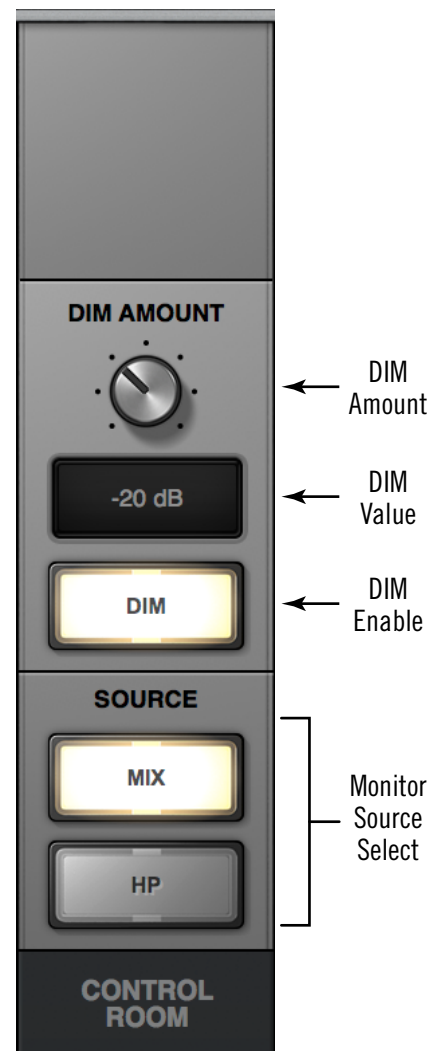 DIM AMOUNT
DIM
Amount
-20 dB
DIM
Value
DIM
DIM
Enable
SOURCE
MIX
Monitor
Source
Select
HP
CONTROL
ROOM